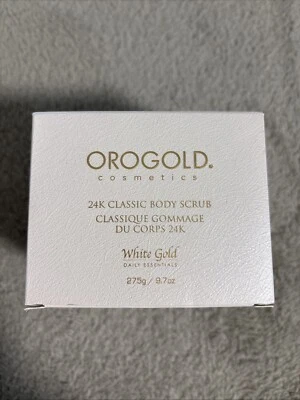 OROGOLD.
cosmetics
24K CLASSIC BODY SCRUB
CLASSIQUE GOMMAGE
DU CORPS 24K
White Gold
DAILY ESSENTIALS
275g / 9.7oz